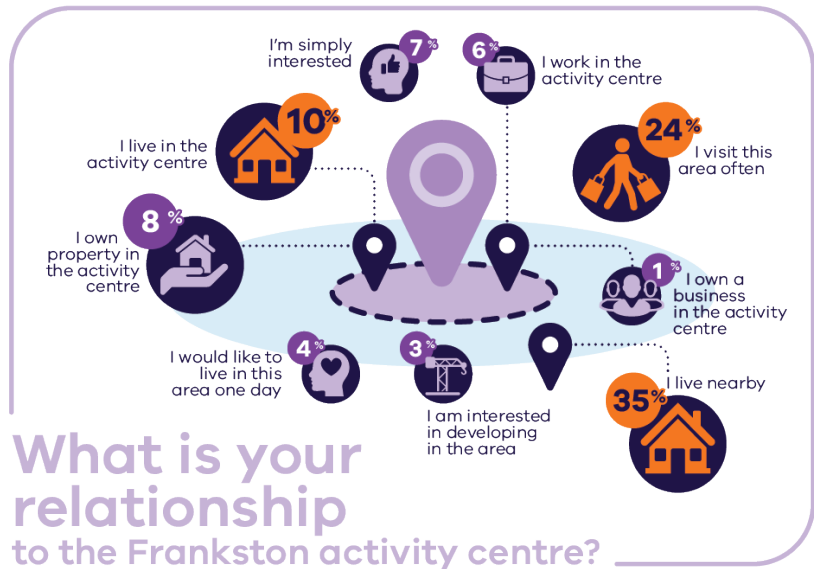 I'm simply
interested
7%
6%
I work in the
activity centre
10%
I live in the
activity centre
24%
I visit this
area often
8%
I own
property in
the activity
centre
1%
I own a
business
in the activity
centre
4%
I would like to
live in this
area one day
3%
I am interested
in developing
in the area
35%
I live nearby
What is your
relationship
to the Frankston activity centre?